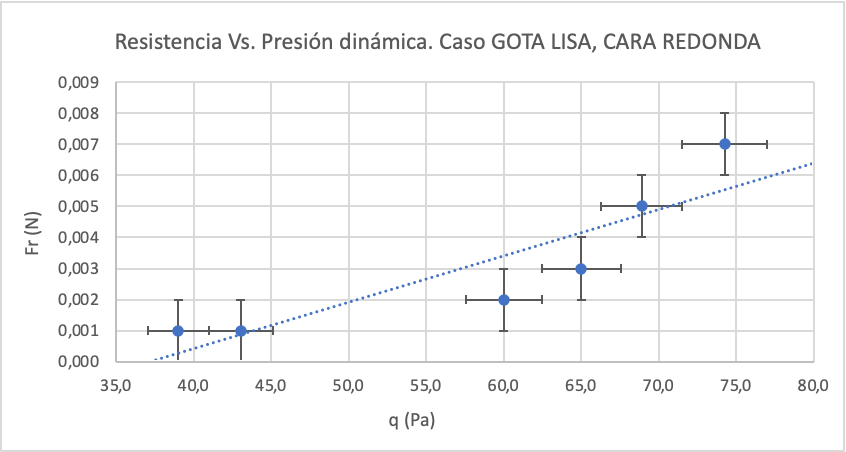 Resistencia Vs. Presión dinámica. Caso GOTA LISA, CARA REDONDA
0,009
0,008
0,007
0,006
0,005
0,004
0,003
0,002
0,001
0,000
Fr (N)
35,0 40,0 45,0 50,0 55,0 60,0 65,0 70,0 75,0 80,0
q (Pa)